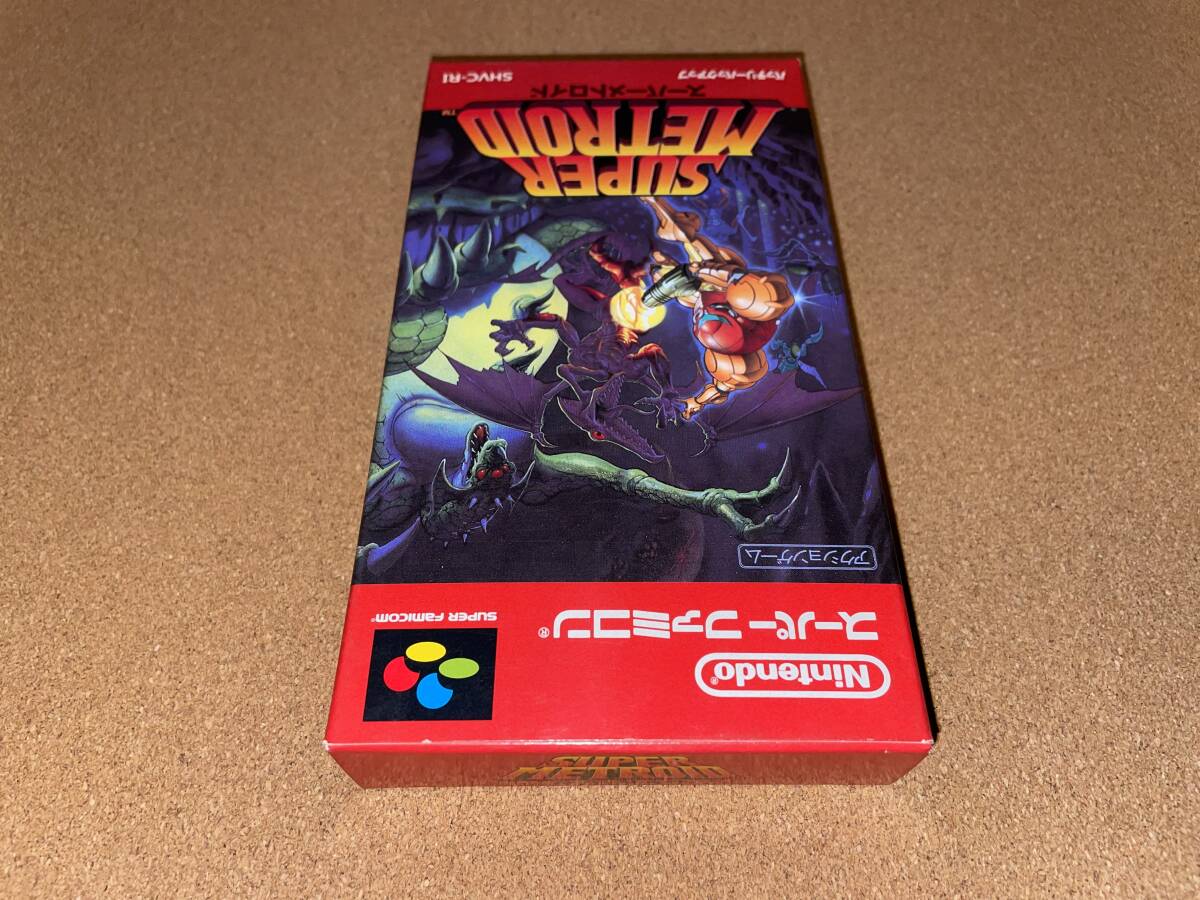 Nintendo®
スーパーファミコン®
SUPER FAMICOM™
アクションゲーム
SUPER
METROID™
スーパーメトロイド
バッテリーバックアップ
SHVC-RI
SUPER
METROID